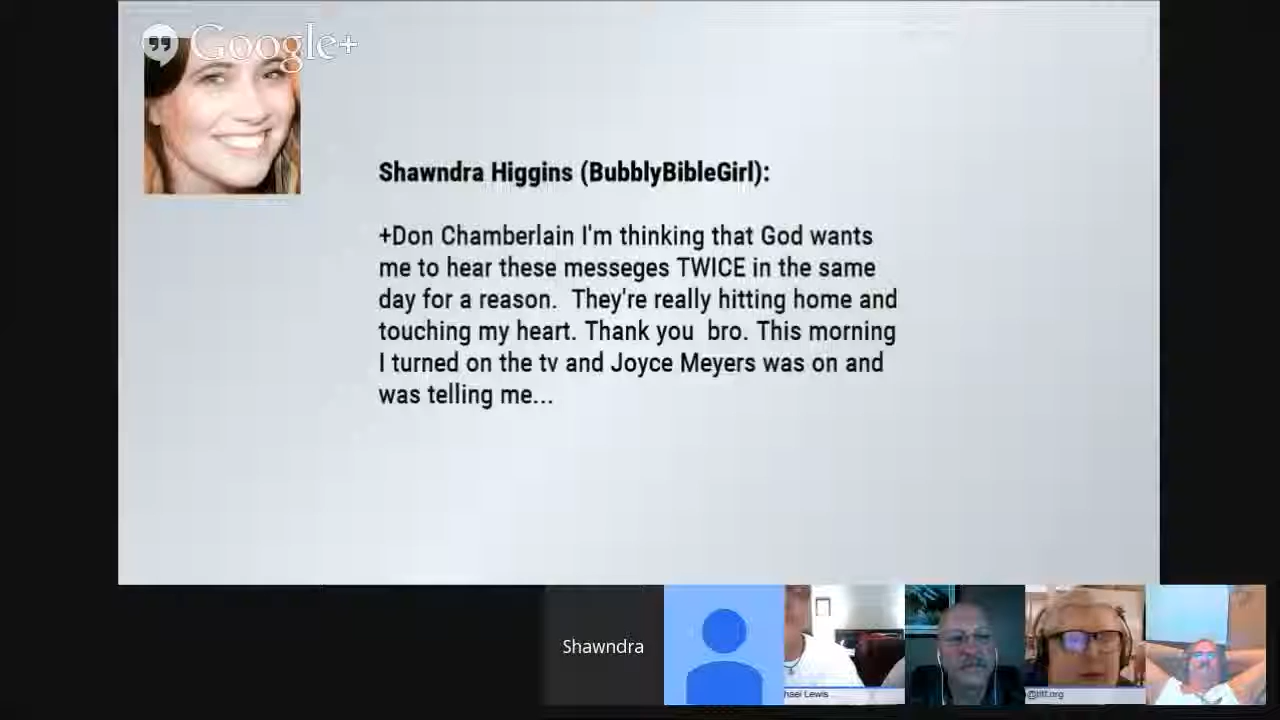 Google+
Shawndra Higgins (BubblyBibleGirl):
+Don Chamberlain I'm thinking that God wants
me to hear these messeges TWICE in the same
day for a reason.  They're really hitting home and
touching my heart. Thank you  bro. This morning
I turned on the tv and Joyce Meyers was on and
was telling me...
Shawndra
hael Lewis